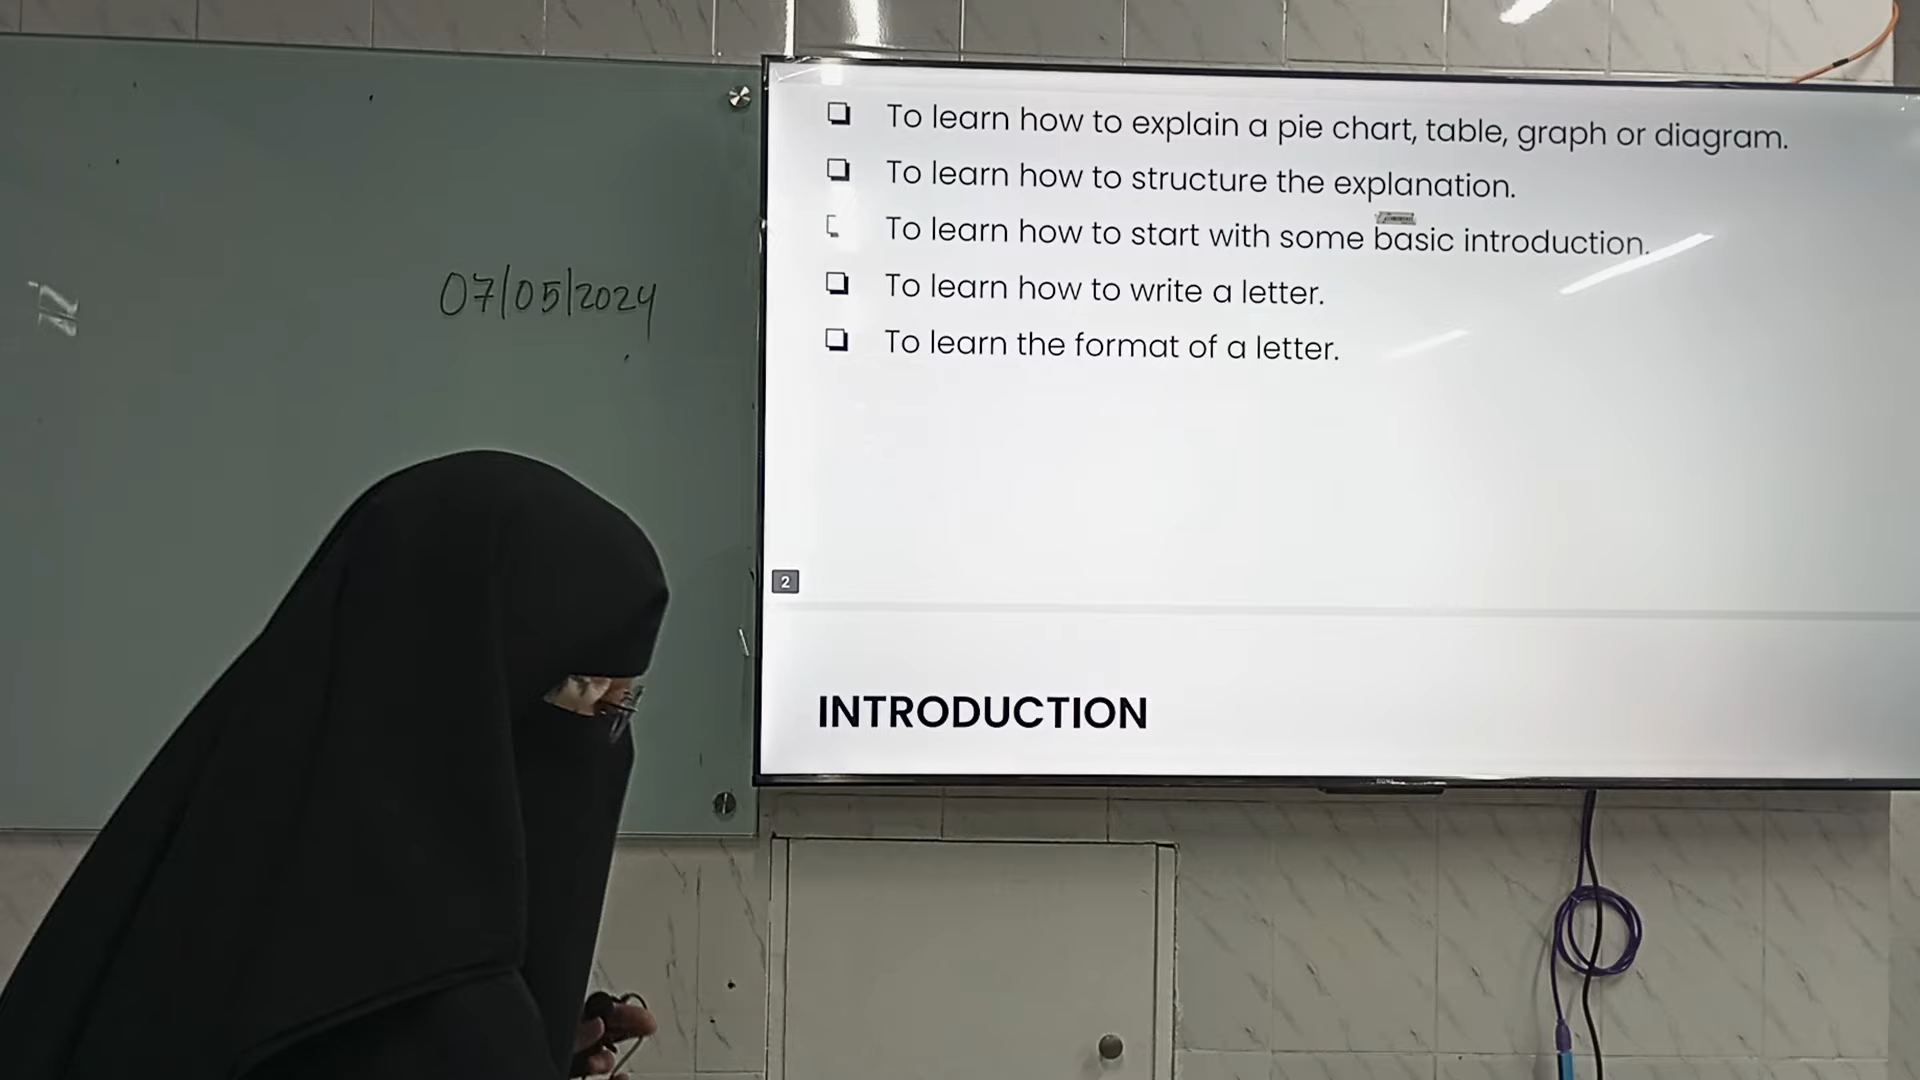 07/05/2024
To learn how to explain a pie chart, table, graph or diagram.
To learn how to structure the explanation.
To learn how to start with some basic introduction.
To learn how to write a letter.
To learn the format of a letter.
2
INTRODUCTION